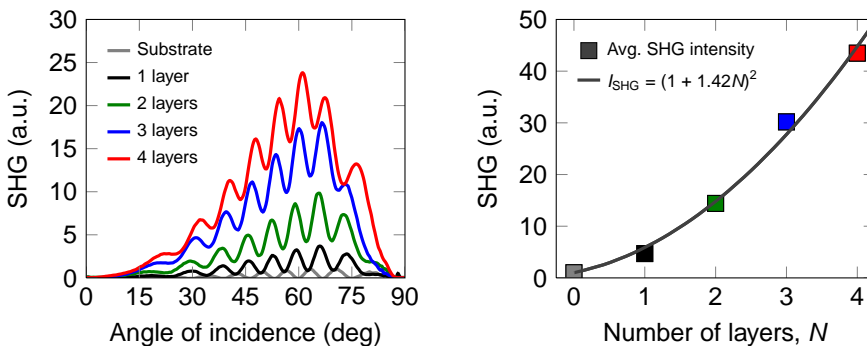 SHG (a.u.)
30
25
20
15
10
5
0
Substrate
1 layer
2 layers
3 layers
4 layers
0 15 30 45 60 75 90
Angle of incidence (deg)
SHG (a.u.)
50
40
30
20
10
0
Avg. SHG intensity
I_SHG = (1 + 1.42N)²
0 1 2 3 4
Number of layers, N